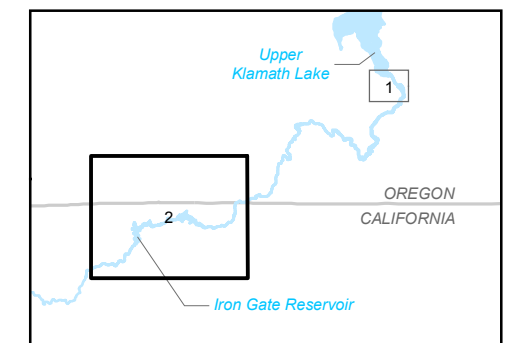 Upper
Klamath Lake
1
OREGON
CALIFORNIA
2
Iron Gate Reservoir